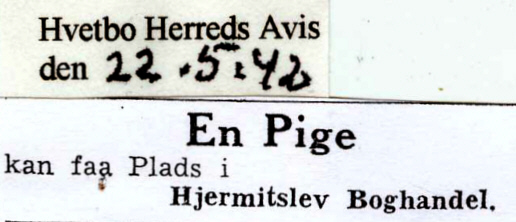 Hvetbo Herreds Avis
den 22.5.42
En Pige
kan faa Plads i
Hjermitslev Boghandel.